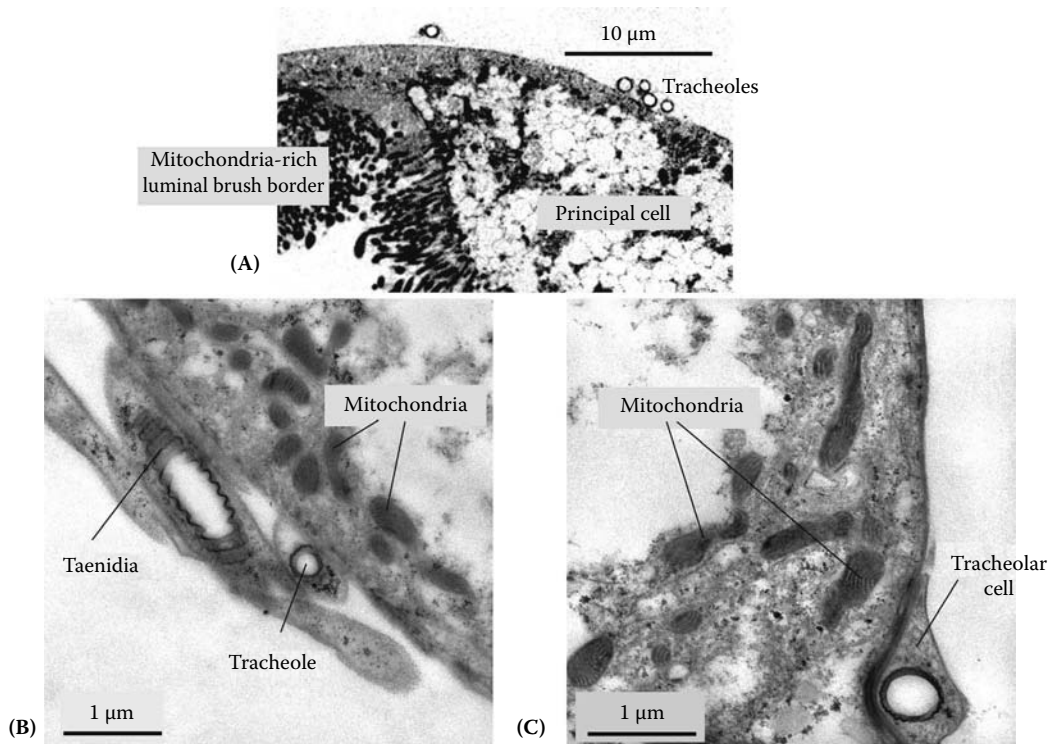 10 µm
Tracheoles
Mitochondria-rich
luminal brush border
Principal cell
(A)
Mitochondria
Taenidia
Tracheole
1 µm
(B)
Mitochondria
Tracheolar
cell
1 µm
(C)